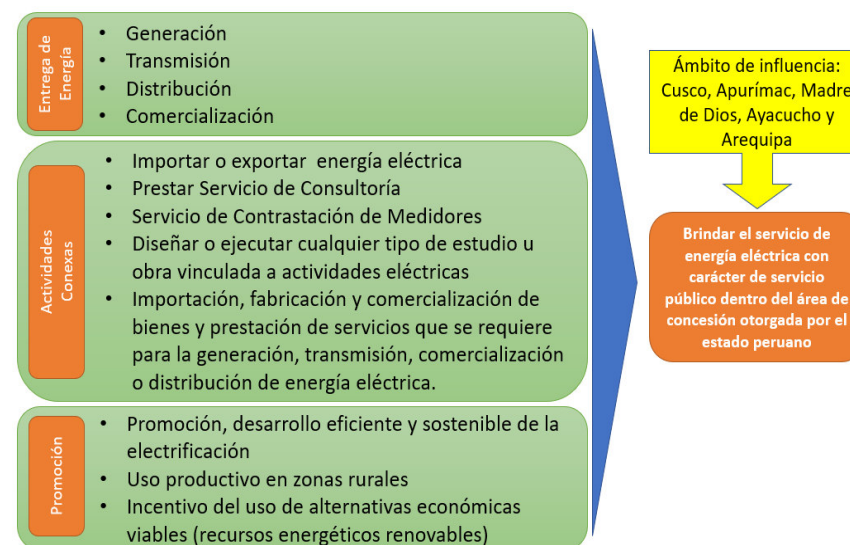 Entrega de
Energía
• Generación
• Transmisión
• Distribución
• Comercialización
Actividades
Conexas
• Importar o exportar energía eléctrica
• Prestar Servicio de Consultoría
• Servicio de Contrastación de Medidores
• Diseñar o ejecutar cualquier tipo de estudio u
obra vinculada a actividades eléctricas
• Importación, fabricación y comercialización de
bienes y prestación de servicios que se requiere
para la generación, transmisión, comercialización
o distribución de energía eléctrica.
Promoción
• Promoción, desarrollo eficiente y sostenible de la
electrificación
• Uso productivo en zonas rurales
• Incentivo del uso de alternativas económicas
viables (recursos energéticos renovables)
Ámbito de influencia:
Cusco, Apurímac, Madre
de Dios, Ayacucho y
Arequipa
Brindar el servicio de
energía eléctrica con
carácter de servicio
público dentro del área de
concesión otorgada por el
estado peruano